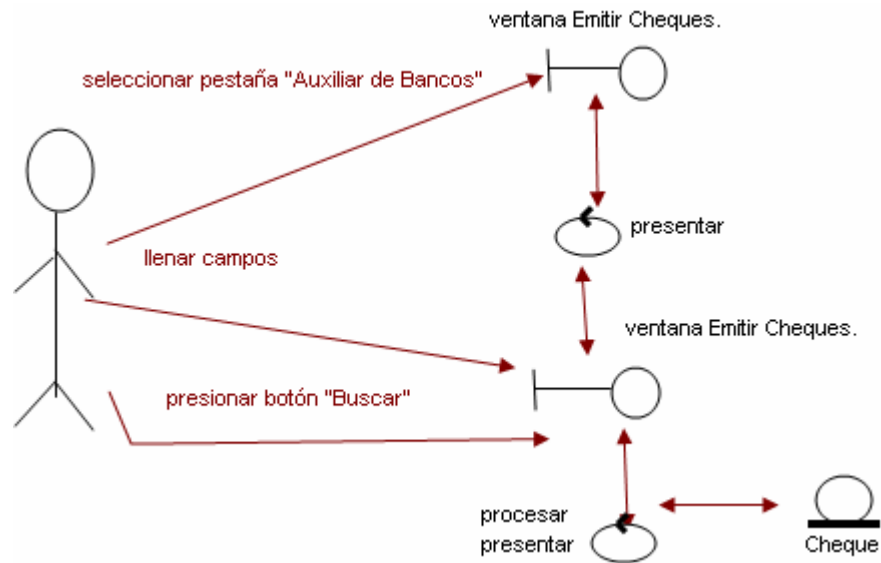 ventana Emitir Cheques.
seleccionar pestaña "Auxiliar de Bancos"
presentar
llenar campos
ventana Emitir Cheques.
presionar botón "Buscar"
procesar
presentar
Cheque